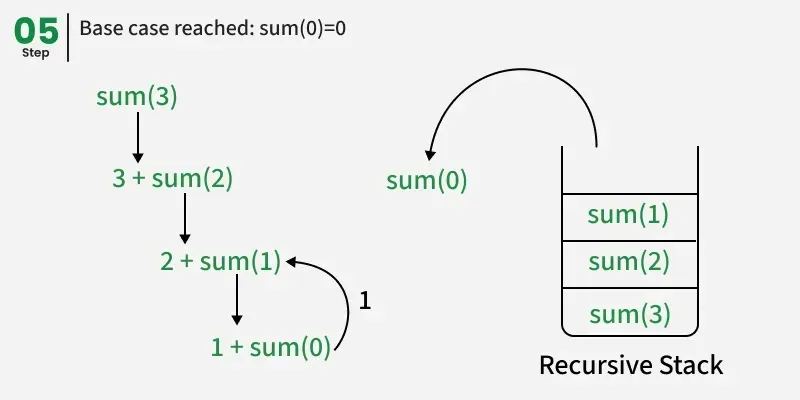 05
Step
Base case reached: sum(0)=0
sum(3)
3 + sum(2)
2 + sum(1)
1
1 + sum(0)
sum(0)
sum(1)
sum(2)
sum(3)
Recursive Stack